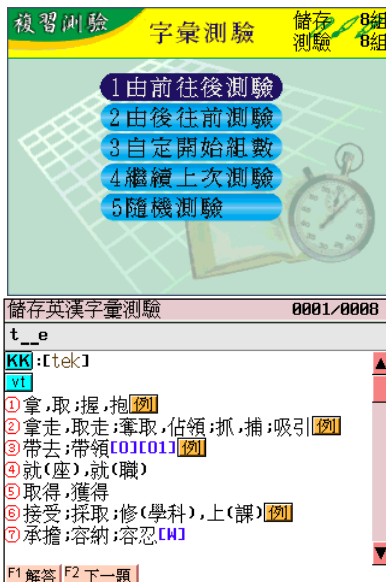 複習測驗
字彙測驗
儲存 8組
測驗 8組
1由前往後測驗
2由後往前測驗
3自定開始組數
4繼續上次測驗
5隨機測驗
儲存英漢字彙測驗 0001/0008
t__e
KK:[tek]
vt
①拿,取;握,抱例
②拿走,取走;奪取,佔領;抓,捕;吸引例
③帶去;帶領[O][O1]例
④就(座),就(職)
⑤取得,獲得
⑥接受;採取;修(學科),上(課)例
⑦承擔;容納;容忍[W]
F1解答 F2下一題